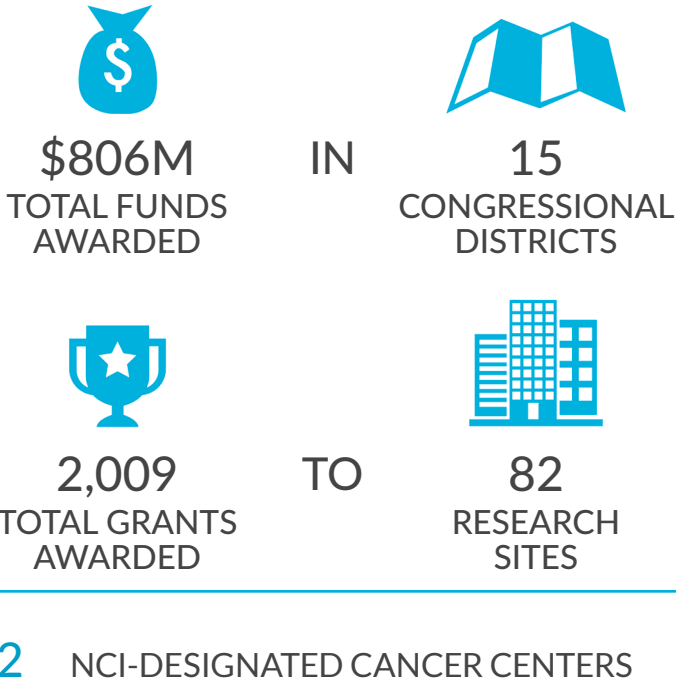 $
$806M IN 15
TOTAL FUNDS CONGRESSIONAL
AWARDED DISTRICTS
2,009 TO 82
TOTAL GRANTS RESEARCH
AWARDED SITES
2 NCI-DESIGNATED CANCER CENTERS